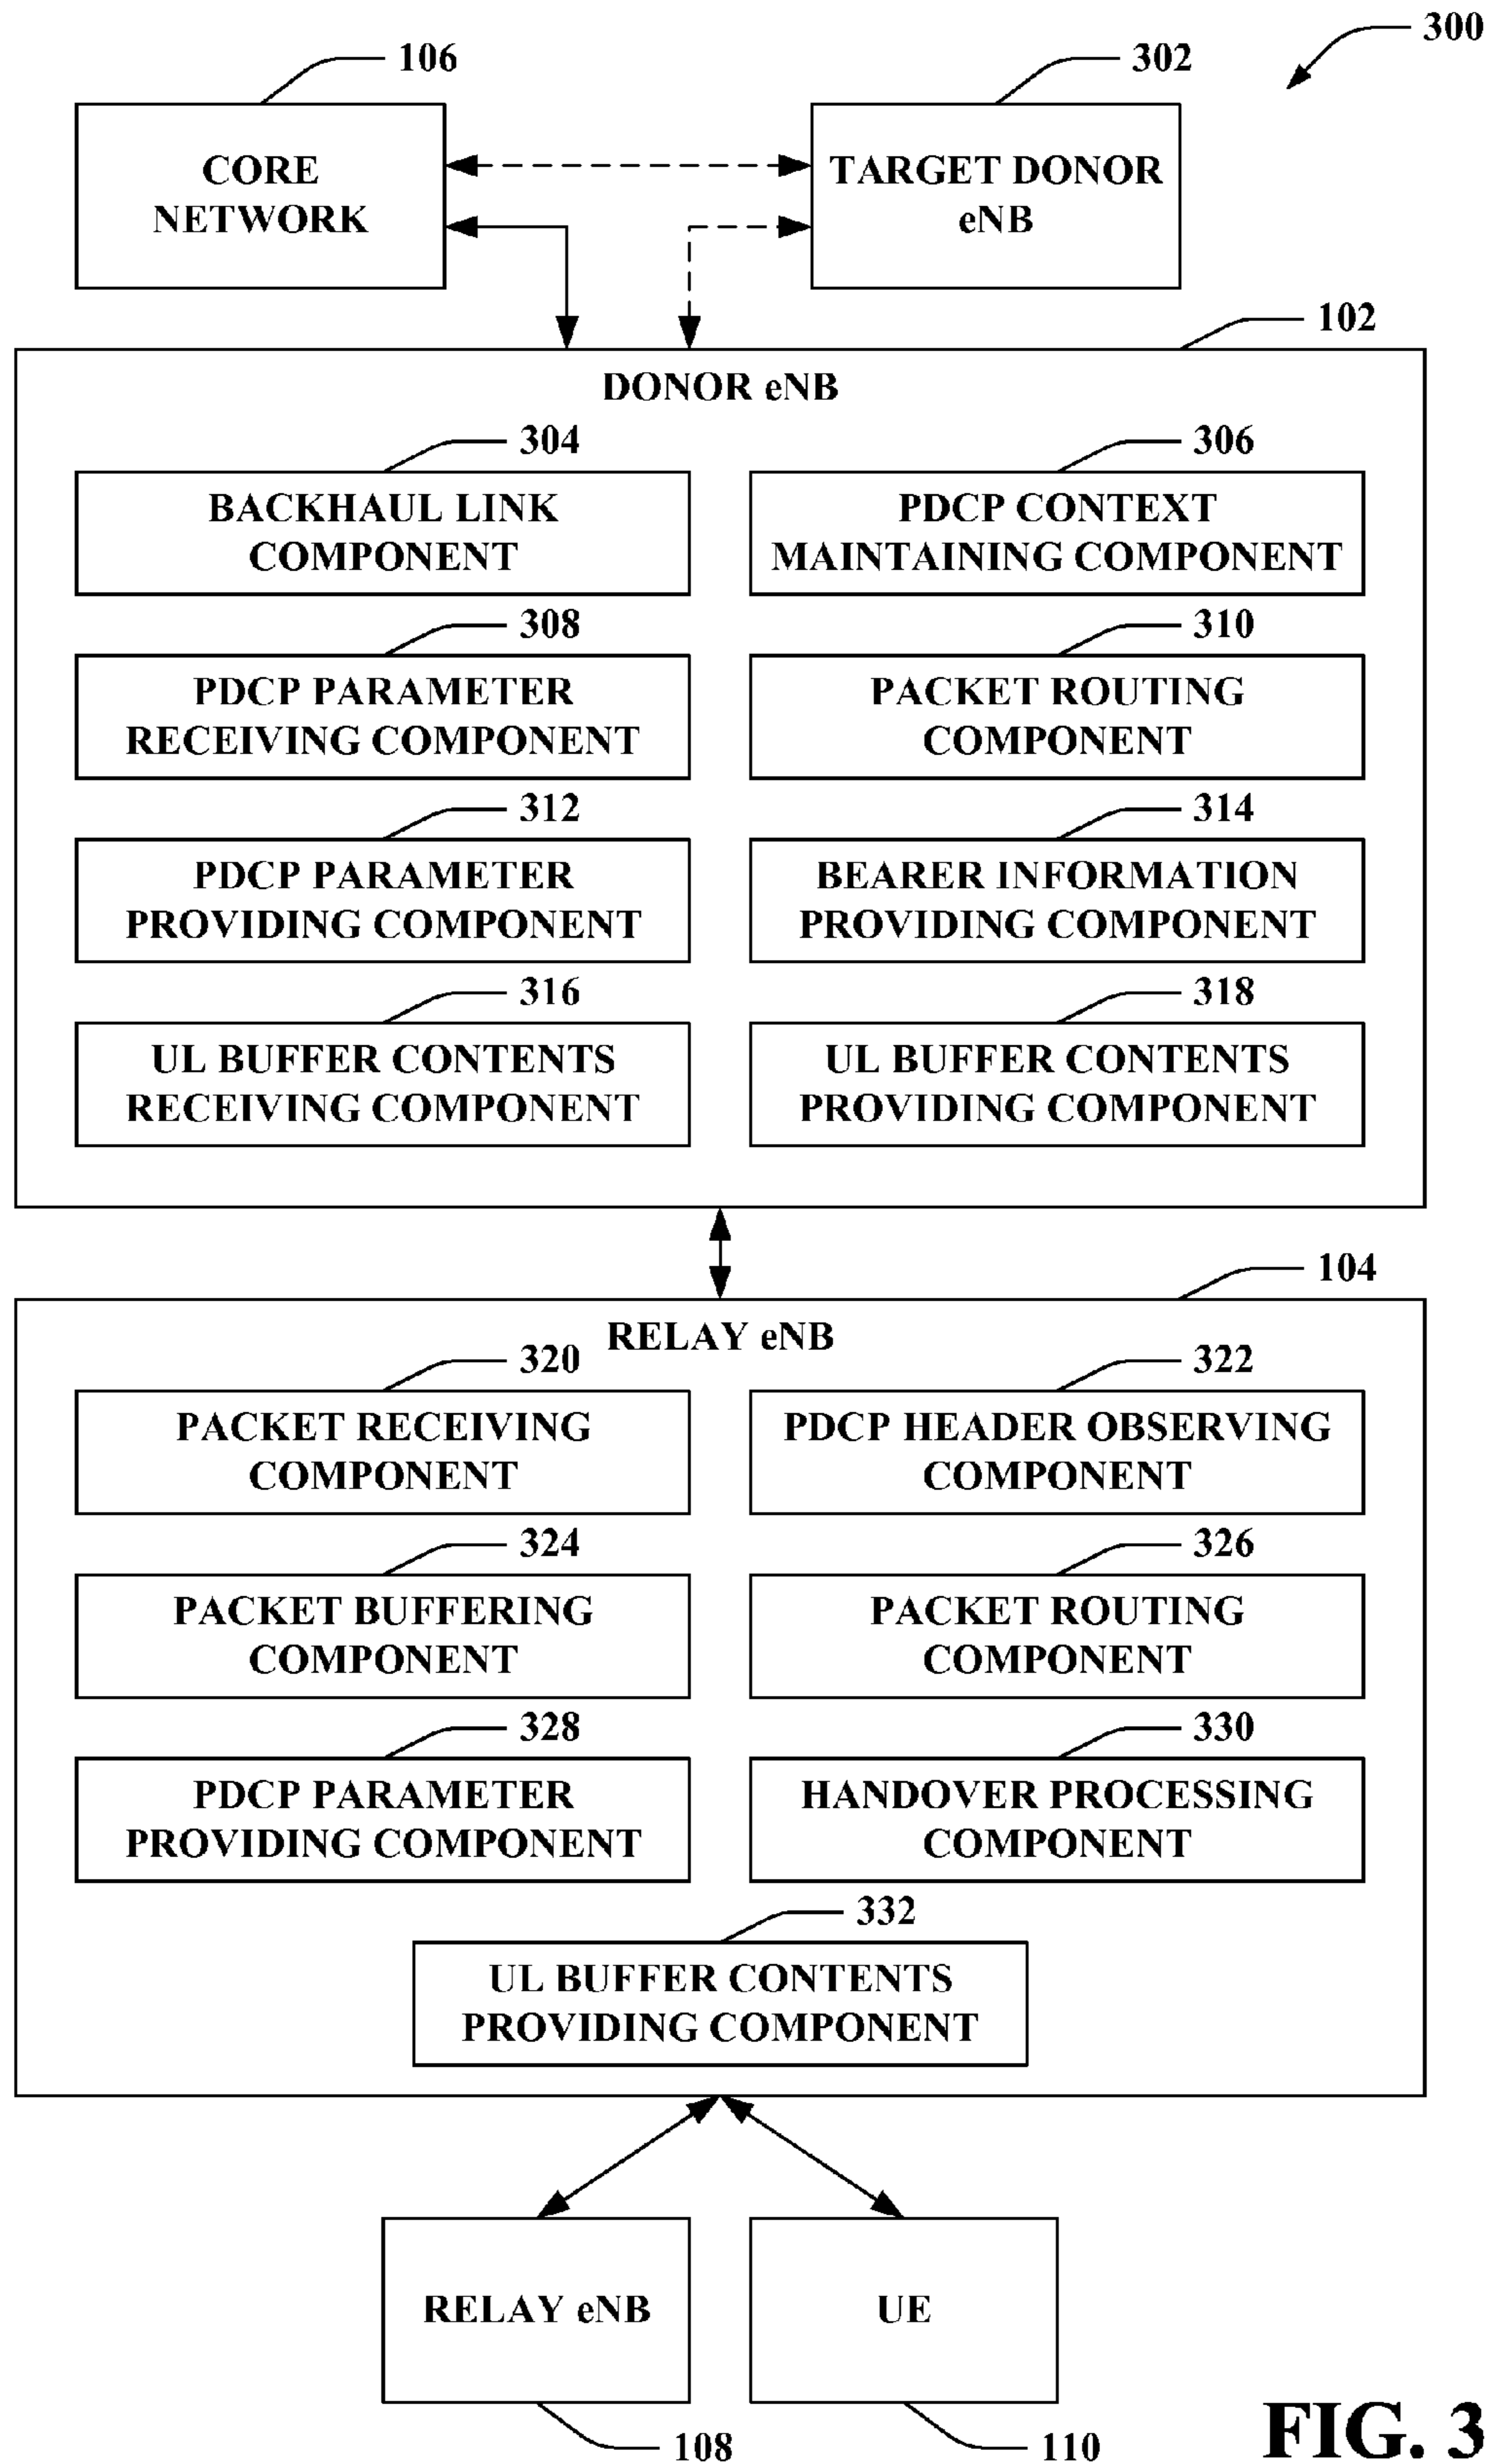 300
106
302
CORE
NETWORK
TARGET DONOR
eNB
102
DONOR eNB
304
306
BACKHAUL LINK
COMPONENT
PDCP CONTEXT
MAINTAINING COMPONENT
308
310
PDCP PARAMETER
RECEIVING COMPONENT
PACKET ROUTING
COMPONENT
312
314
PDCP PARAMETER
PROVIDING COMPONENT
BEARER INFORMATION
PROVIDING COMPONENT
316
318
UL BUFFER CONTENTS
RECEIVING COMPONENT
UL BUFFER CONTENTS
PROVIDING COMPONENT
104
RELAY eNB
320
322
PACKET RECEIVING
COMPONENT
PDCP HEADER OBSERVING
COMPONENT
324
326
PACKET BUFFERING
COMPONENT
PACKET ROUTING
COMPONENT
328
330
PDCP PARAMETER
PROVIDING COMPONENT
HANDOVER PROCESSING
COMPONENT
332
UL BUFFER CONTENTS
PROVIDING COMPONENT
RELAY eNB
UE
108
110
FIG. 3